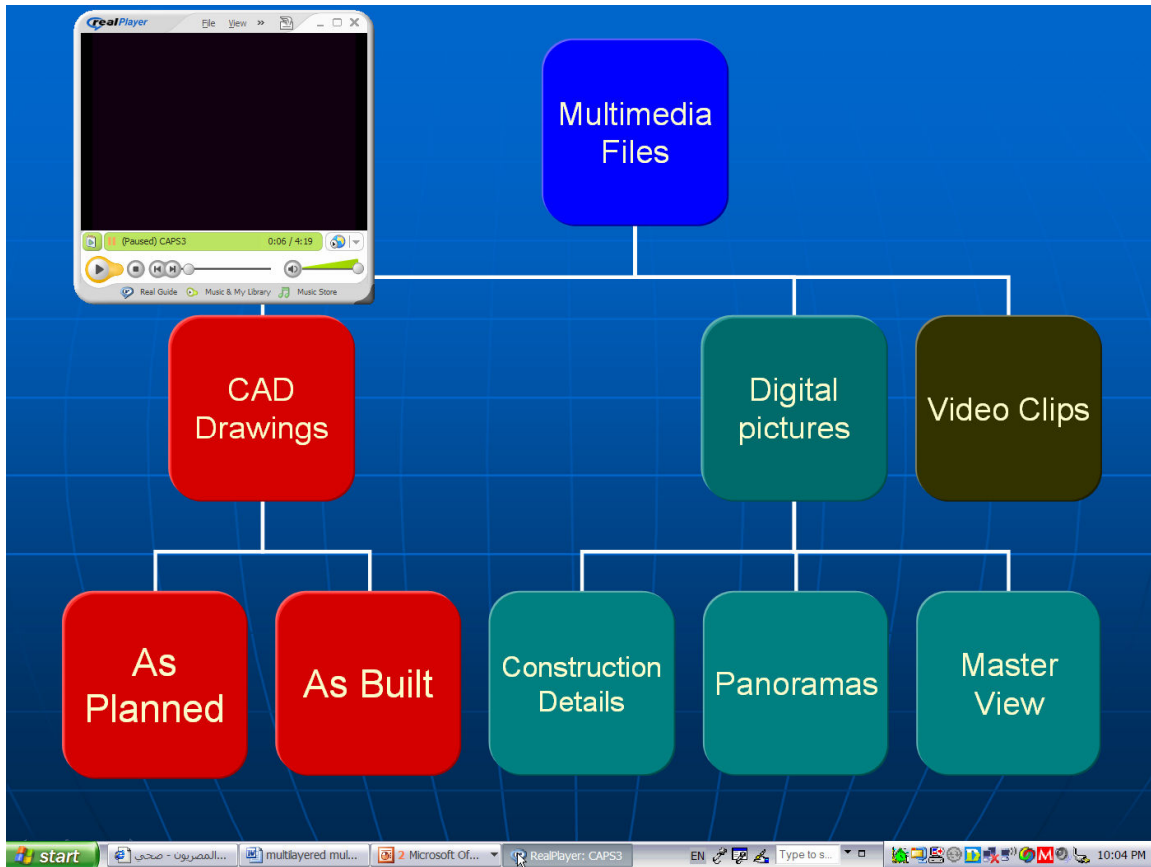 realPlayer
File View »
(Paused) CAPS3 0:06 / 4:19
Real Guide Music & My Library Music Store
Multimedia
Files
CAD
Drawings
Digital
pictures
Video Clips
As
Planned
As Built
Construction
Details
Panoramas
Master
View
start
المصريون - صحى...
multilayered mul...
2 Microsoft Of...
RealPlayer: CAPS3
EN
Type to s...
10:04 PM